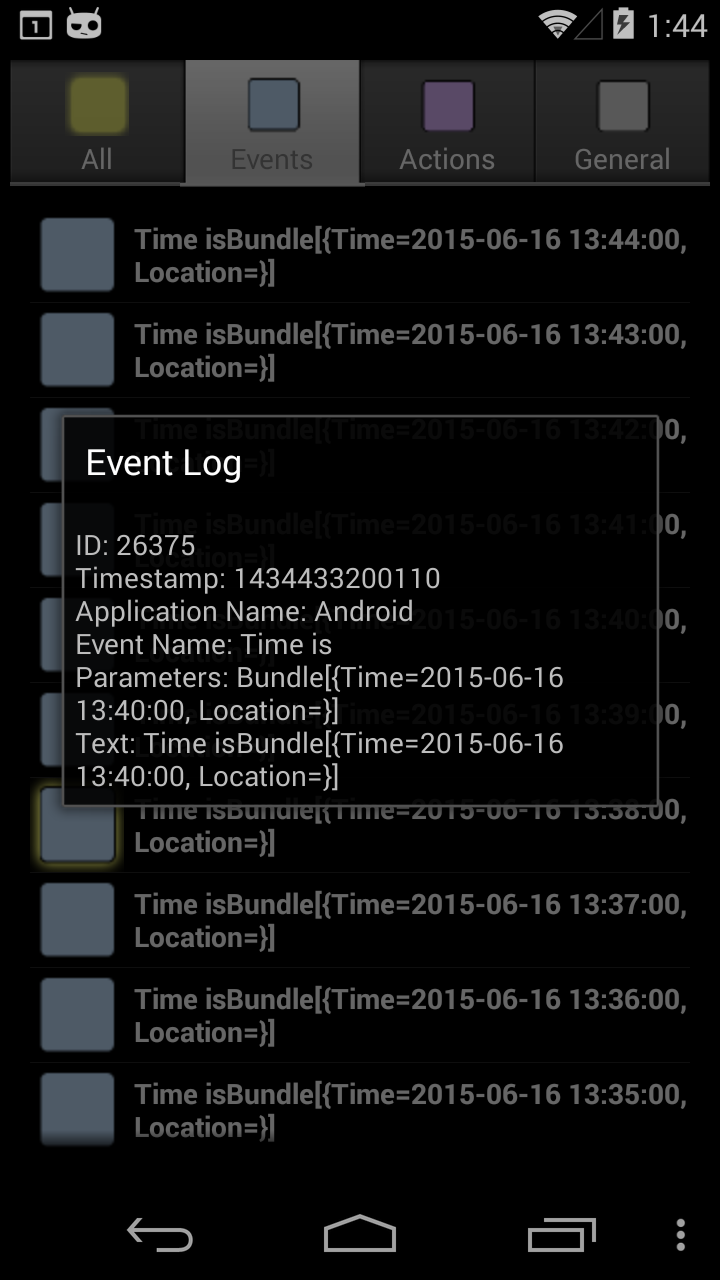 1
1:44
All
Events
Actions
General
Time isBundle[{Time=2015-06-16 13:44:00,
Location=}]
Time isBundle[{Time=2015-06-16 13:43:00,
Location=}]
Time isBundle[{Time=2015-06-16 13:42:00,
Location=}]
Event Log
Time isBundle[{Time=2015-06-16 13:41:00,
Location=}]
ID: 26375
Timestamp: 1434433200110
Application Name: Android
Time isBundle[{Time=2015-06-16 13:40:00,
Location=}]
Event Name: Time is
Parameters: Bundle[{Time=2015-06-16
13:40:00, Location=}]
Time isBundle[{Time=2015-06-16 13:39:00,
Text: Time isBundle[{Time=2015-06-16
13:40:00, Location=}]
Time isBundle[{Time=2015-06-16 13:38:00,
Location=}]
Time isBundle[{Time=2015-06-16 13:37:00,
Location=}]
Time isBundle[{Time=2015-06-16 13:36:00,
Location=}]
Time isBundle[{Time=2015-06-16 13:35:00,
Location=}]